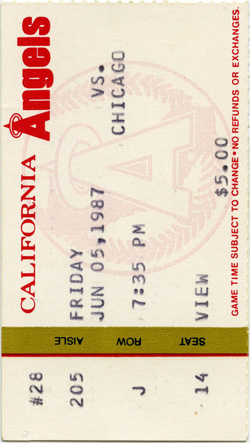 CALIFORNIA
Angels
#28
205
FRIDAY
JUN 05,1987
VS.
CHICAGO
J
7:35 PM
14
VIEW
$5.00
AISLE
ROW
SEAT
GAME TIME SUBJECT TO CHANGE • NO REFUNDS OR EXCHANGES.